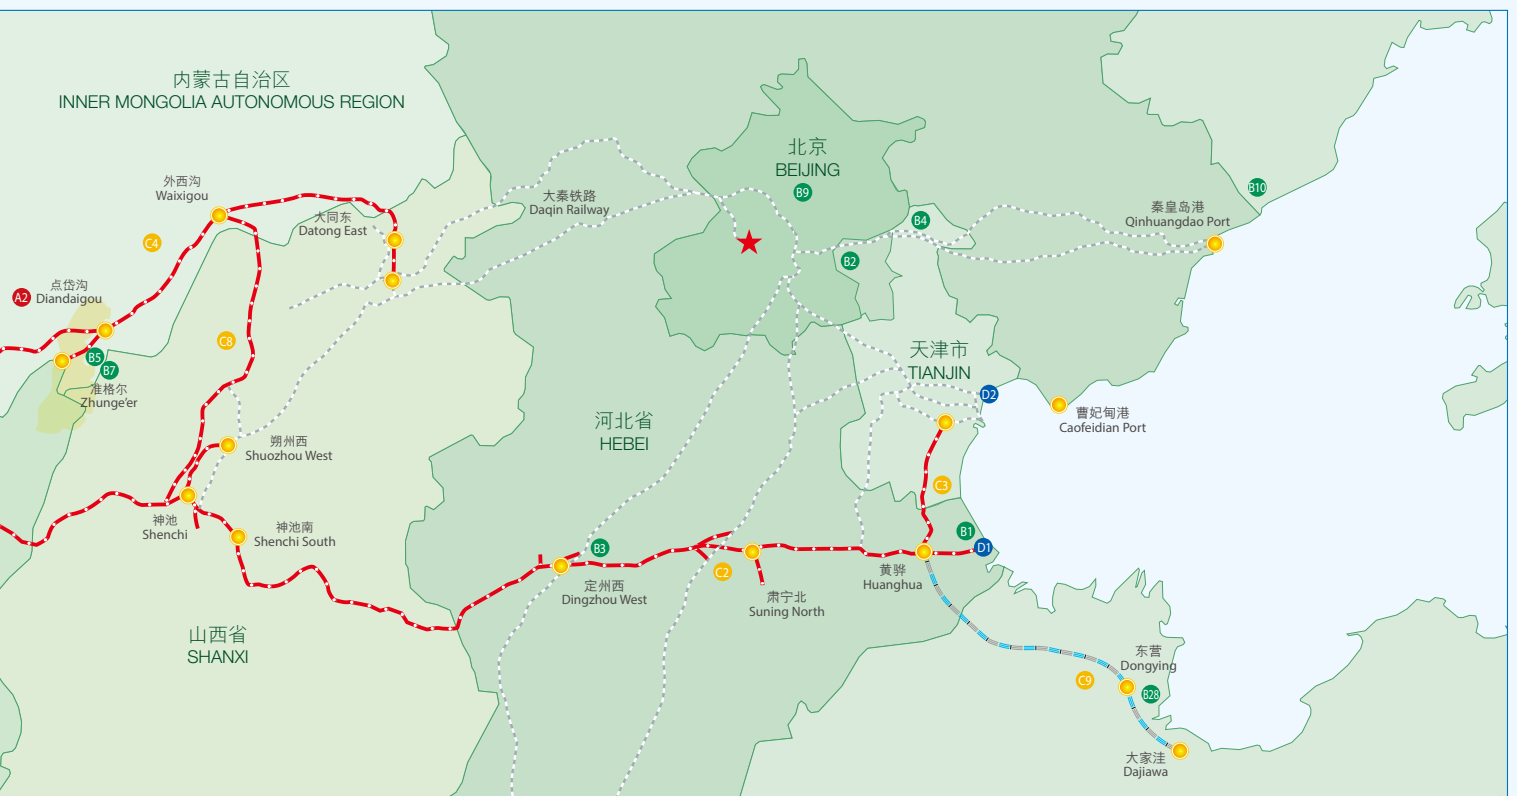 内蒙古自治区
INNER MONGOLIA AUTONOMOUS REGION
北京
BEIJING
B9
外西沟
Waixigou
C4
大同东
Datong East
大秦铁路
Daqin Railway
B4
B2
B10
秦皇岛港
Qinhuangdao Port
A2
点岱沟
Diandaigou
C8
B5
B7
准格尔
Zhunge'er
天津市
TIANJIN
D2
曹妃甸港
Caofeidian Port
河北省
HEBEI
朔州西
Shuozhou West
C3
神池
Shenchi
神池南
Shenchi South
B3
B1
D1
定州西
Dingzhou West
C2
肃宁北
Suning North
黄骅
Huanghua
山西省
SHANXI
东营
Dongying
C9
B28
大家洼
Dajiawa